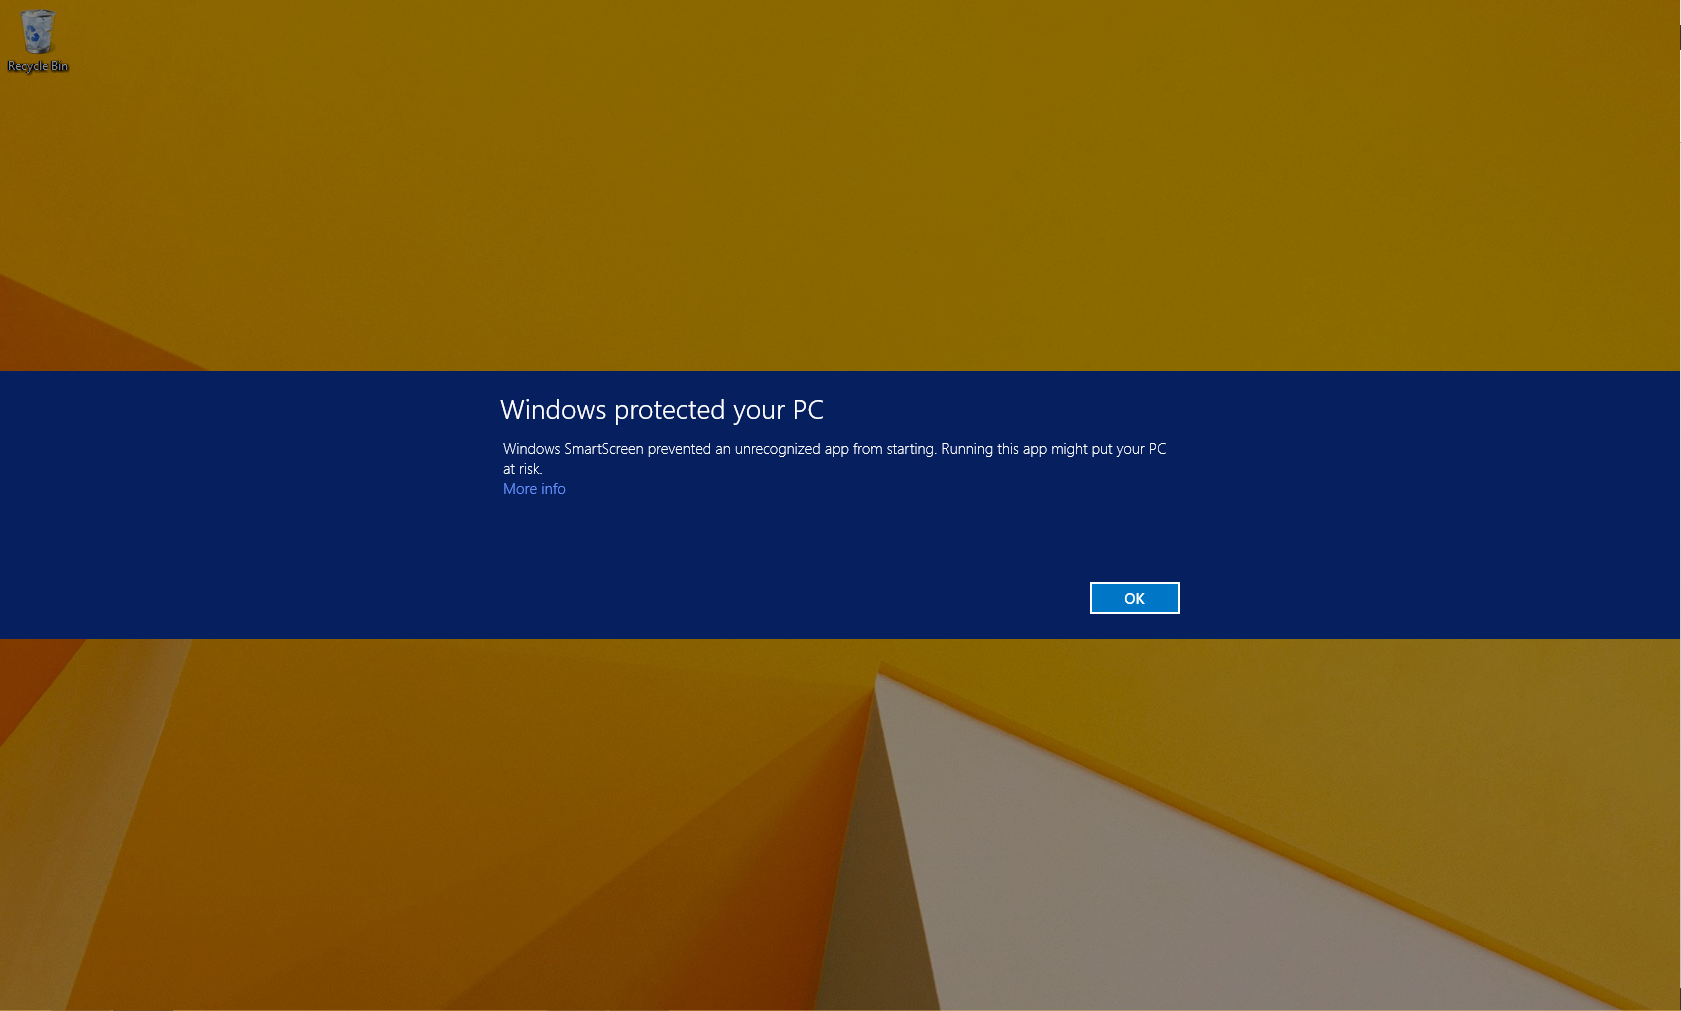 Recycle Bin
Windows protected your PC
Windows SmartScreen prevented an unrecognized app from starting. Running this app might put your PC
at risk.
More info
OK